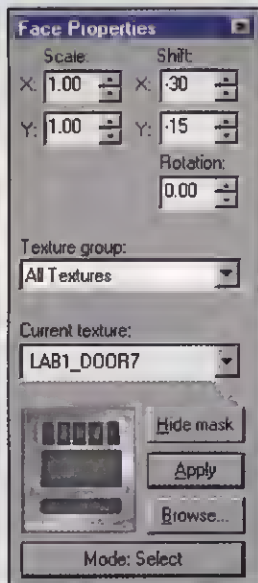 Face Properties
Scale: Shift:
X: 1.00 X: -30
Y: 1.00 Y: -15
Rotation:
0.00
Texture group:
All Textures
Current texture:
LAB1_DOOR7
Hide mask
Apply
Browse...
Mode: Select